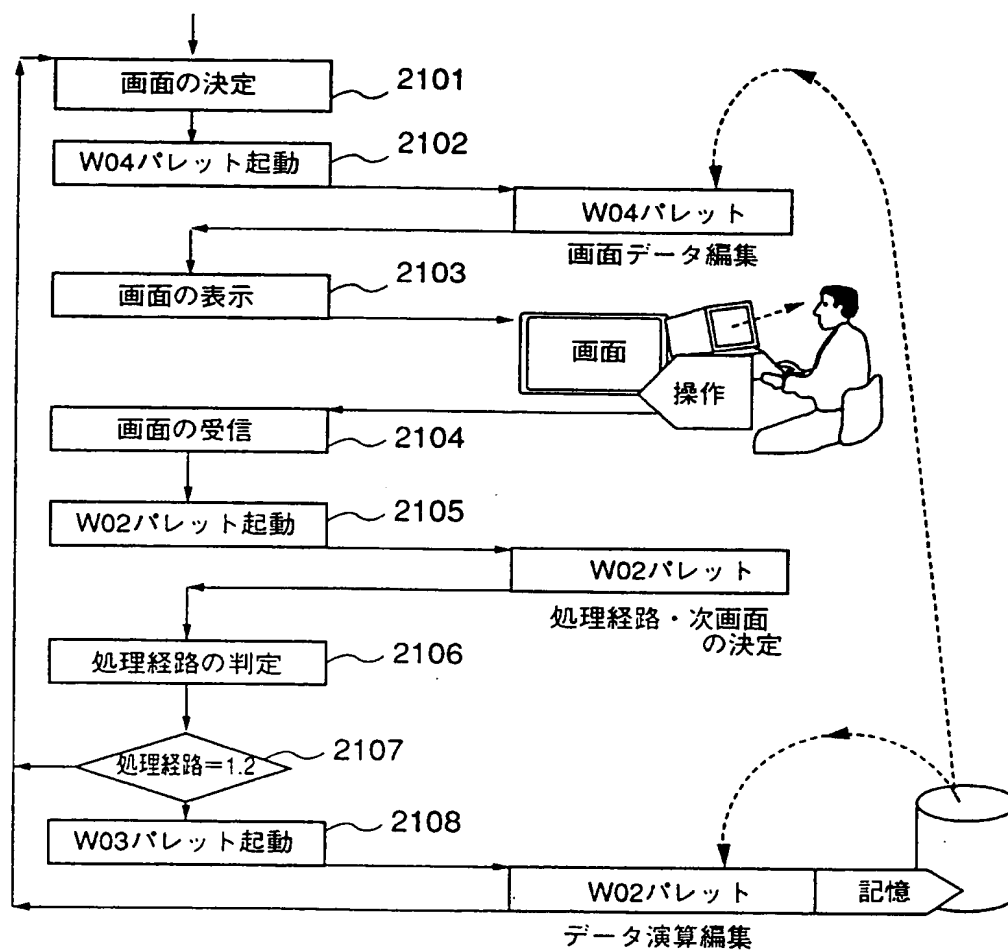 画面の決定
2101
W04パレット起動
2102
W04パレット
画面データ編集
画面の表示
2103
画面
操作
画面の受信
2104
W02パレット起動
2105
W02パレット
処理経路・次画面
の決定
処理経路の判定
2106
処理経路=1.2
2107
W03パレット起動
2108
W02パレット
記憶
データ演算編集